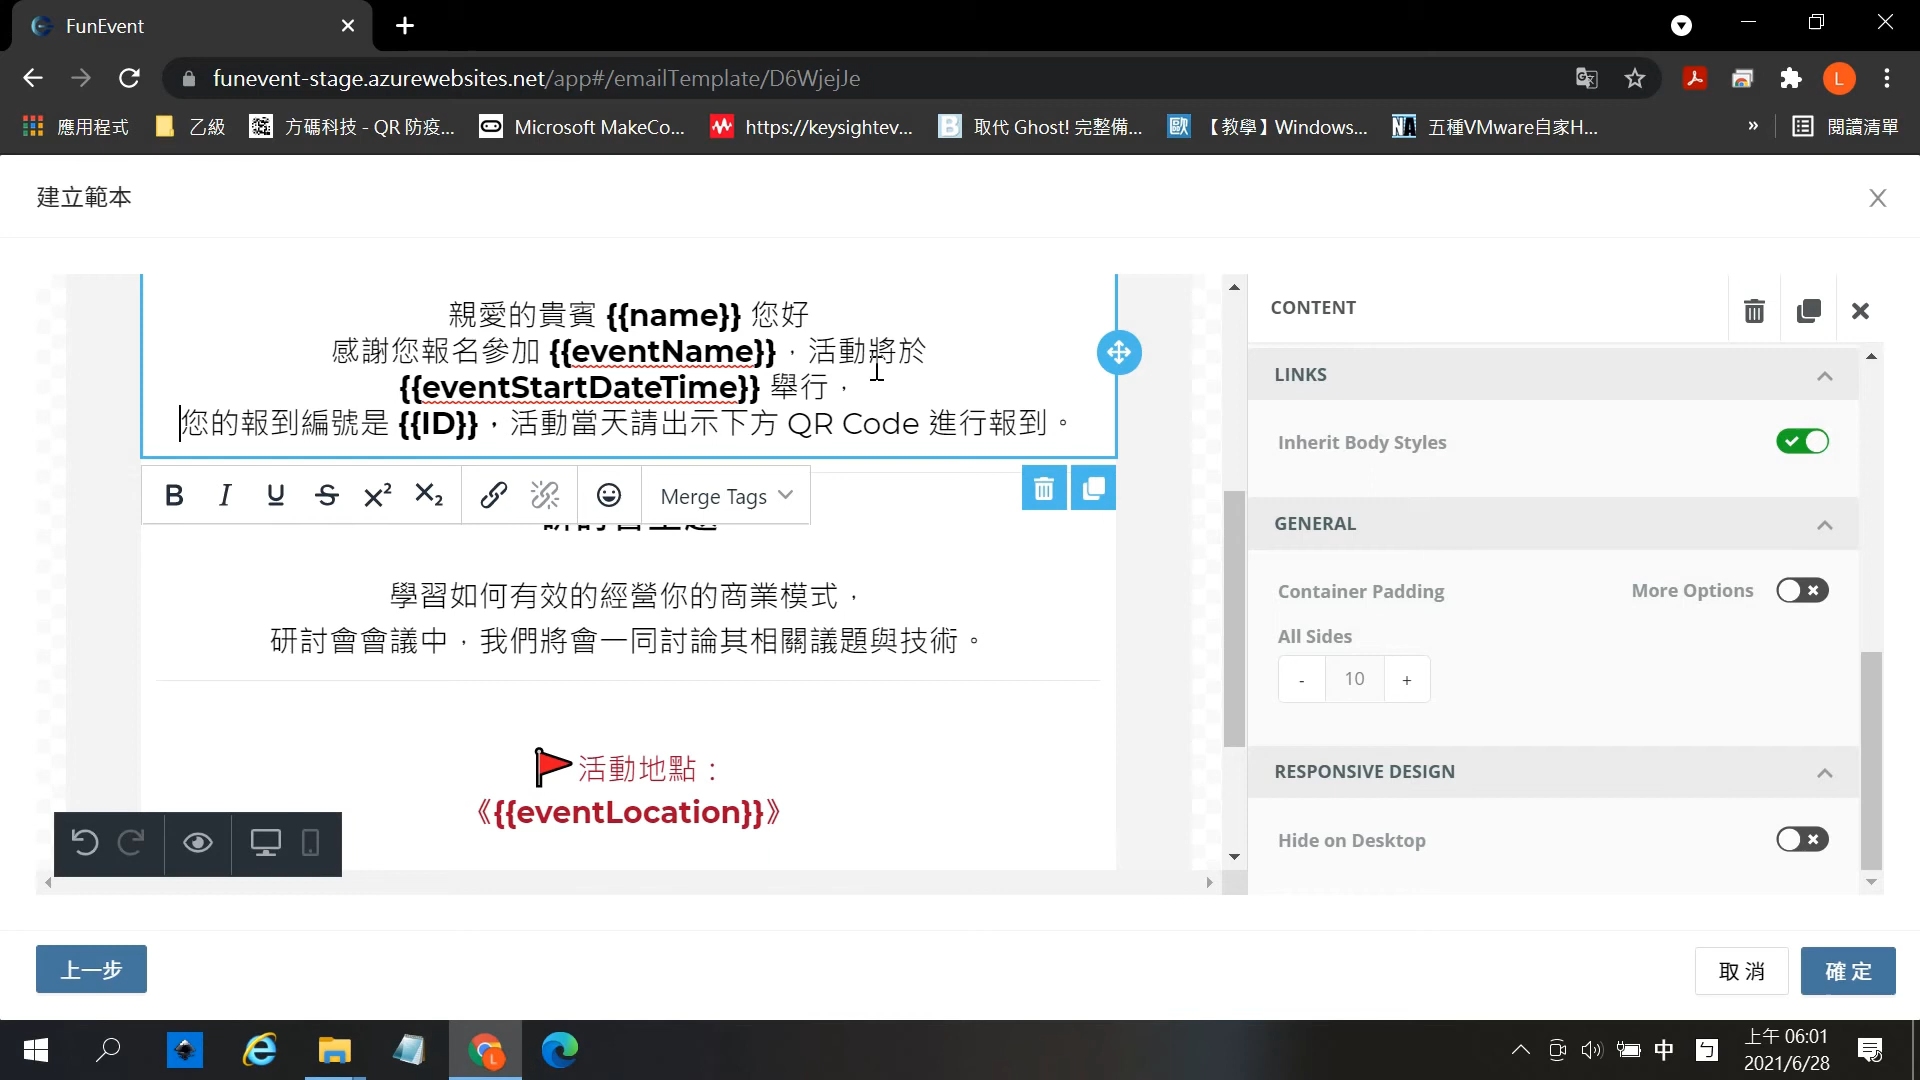 FunEvent
funevent-stage.azurewebsites.net/app#/emailTemplate/D6WjejJe
L
應用程式
乙級
方碼科技 - QR 防疫...
Microsoft MakeCo...
https://keysightev...
取代 Ghost! 完整備...
【教學】Windows...
五種VMware自家H...
»
閱讀清單
建立範本
親愛的貴賓 {{name}} 您好
感謝您報名參加 {{eventName}}，活動將於
{{eventStartDateTime}} 舉行，
您的報到編號是 {{ID}}，活動當天請出示下方 QR Code 進行報到。
B I U S X² X₂ Merge Tags
研討會主題
學習如何有效的經營你的商業模式，
研討會會議中，我們將會一同討論其相關議題與技術。
活動地點：
《{{eventLocation}}》
CONTENT
LINKS
Inherit Body Styles
GENERAL
Container Padding
More Options
All Sides
- 10 +
RESPONSIVE DESIGN
Hide on Desktop
上一步
取 消
確 定
中
上午 06:01
2021/6/28